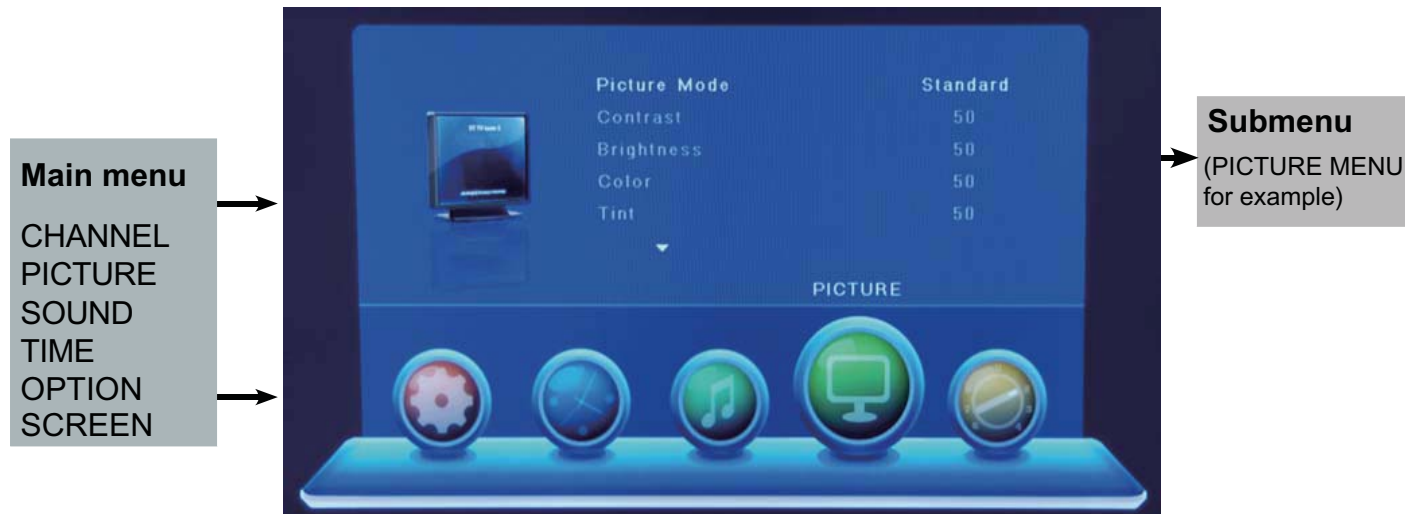 Main menu
CHANNEL
PICTURE
SOUND
TIME
OPTION
SCREEN
Picture Mode Standard
Contrast 50
Brightness 50
Color 50
Tint 50
PICTURE
Submenu
(PICTURE MENU
for example)